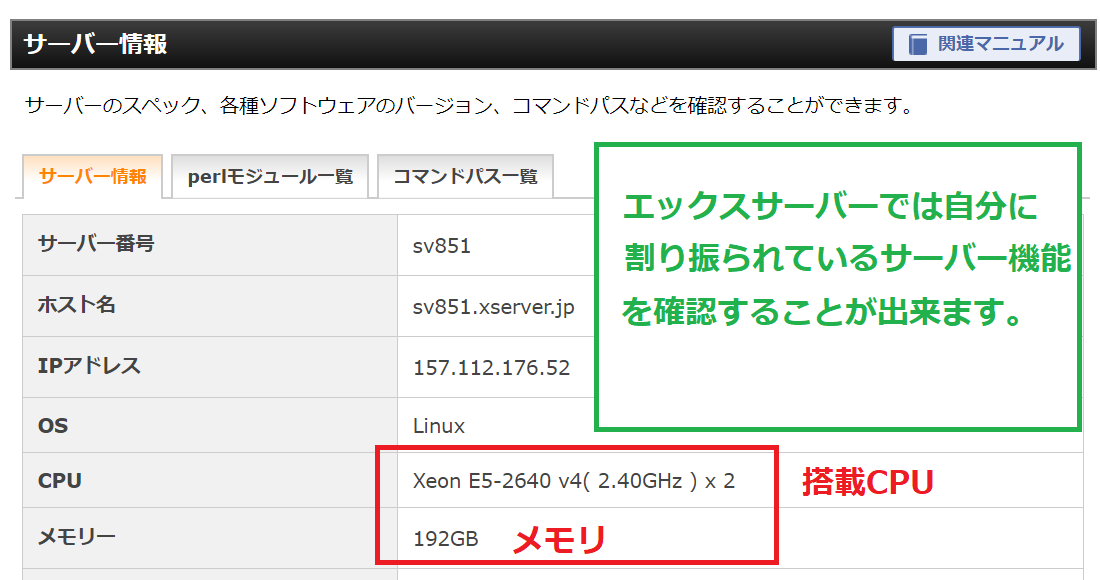 サーバー情報
関連マニュアル
サーバーのスペック、各種ソフトウェアのバージョン、コマンドパスなどを確認することができます。
サーバー情報
perlモジュール一覧
コマンドパス一覧
エックスサーバーでは自分に
割り振られているサーバー機能
を確認することが出来ます。
サーバー番号 sv851
ホスト名 sv851.xserver.jp
IPアドレス 157.112.176.52
OS Linux
CPU Xeon E5-2640 v4( 2.40GHz ) x 2 搭載CPU
メモリー 192GB メモリ